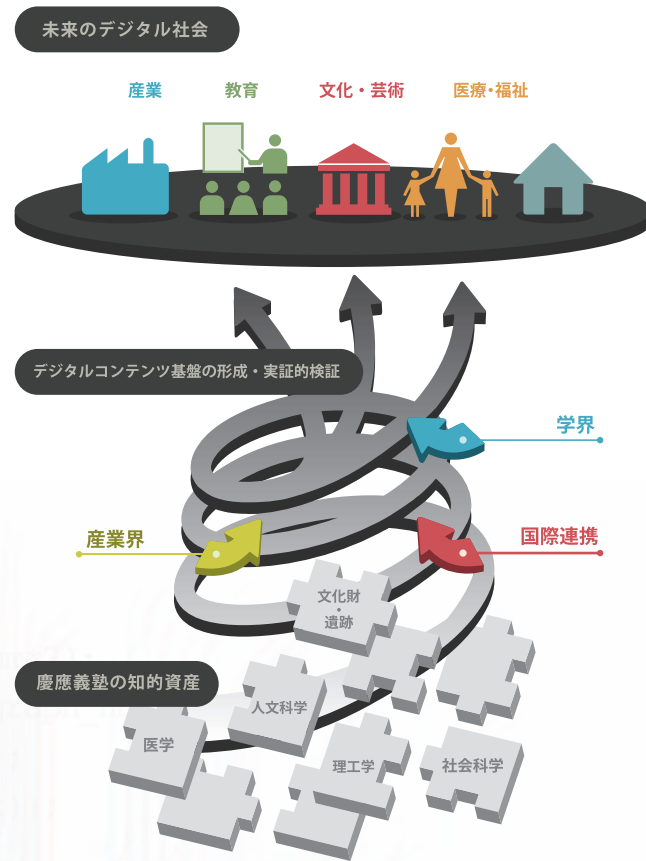 未来のデジタル社会
産業
教育
文化・芸術
医療・福祉
デジタルコンテンツ基盤の形成・実証的検証
学界
産業界
国際連携
文化財
・
遺跡
慶應義塾の知的資産
人文科学
医学
理工学
社会科学